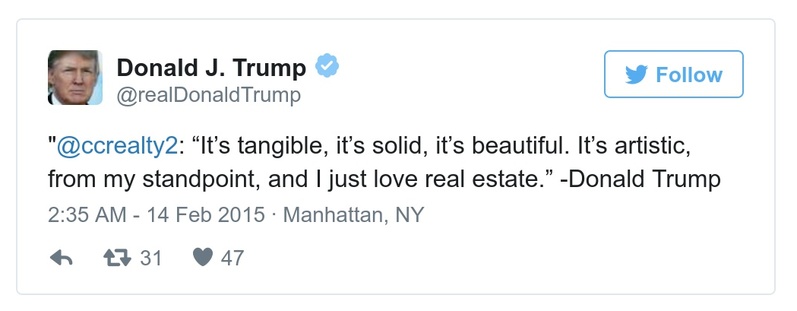 Donald J. Trump
@realDonaldTrump
Follow
"@ccrealty2: “It’s tangible, it’s solid, it’s beautiful. It’s artistic,
from my standpoint, and I just love real estate.” -Donald Trump
2:35 AM - 14 Feb 2015 · Manhattan, NY
31
47